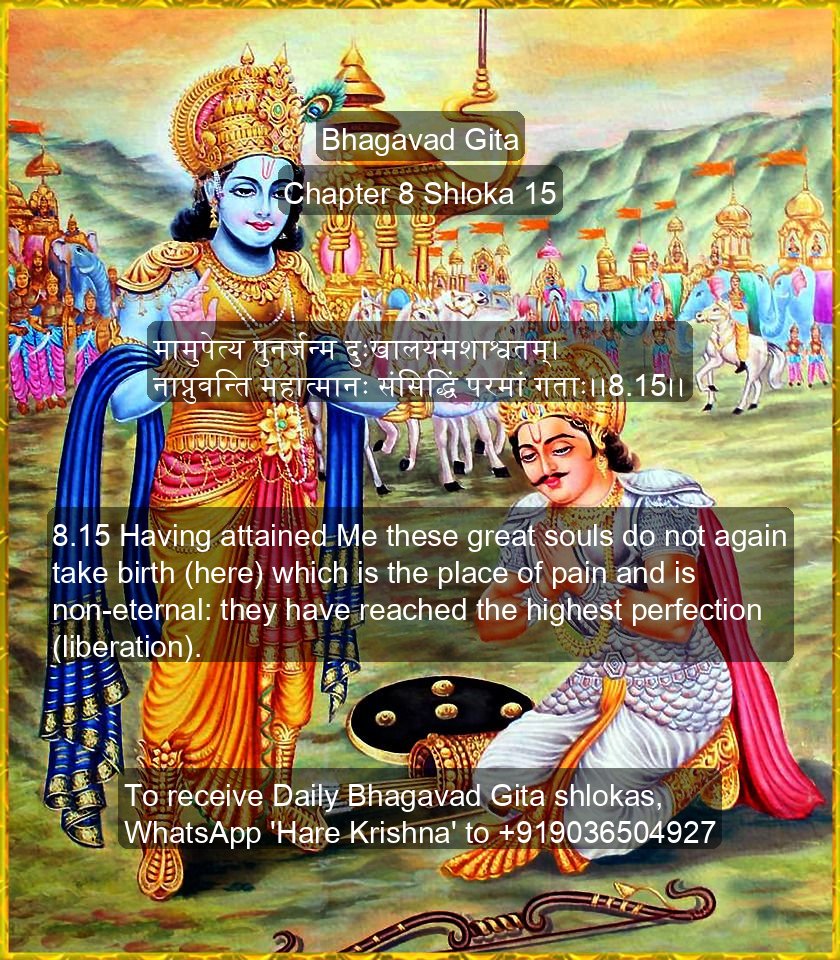 Bhagavad Gita
Chapter 8 Shloka 15
मामुपेत्य पुनर्जन्म दुःखालयमशाश्वतम्।
नाप्नुवन्ति महात्मानः संसिद्धिं परमां गताः।।8.15।।
8.15 Having attained Me these great souls do not again
take birth (here) which is the place of pain and is
non-eternal: they have reached the highest perfection
(liberation).
To receive Daily Bhagavad Gita shlokas,
WhatsApp 'Hare Krishna' to +919036504927